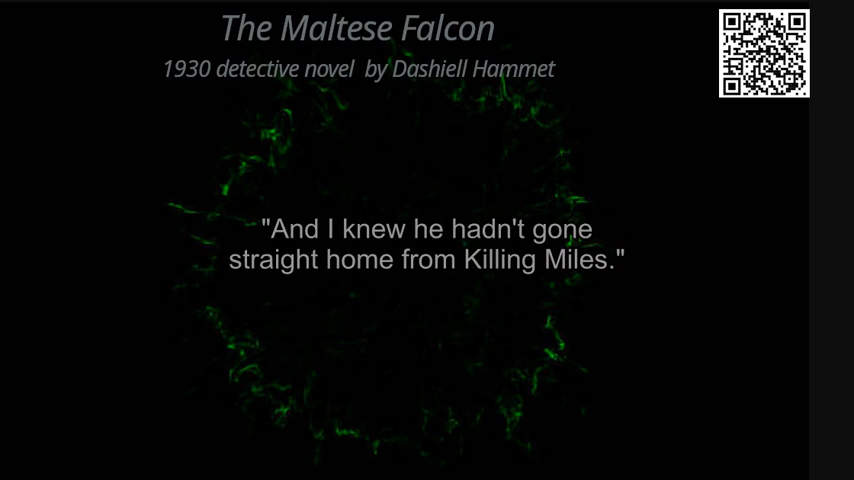 The Maltese Falcon
1930 detective novel by Dashiell Hammet
"And I knew he hadn't gone
straight home from Killing Miles."